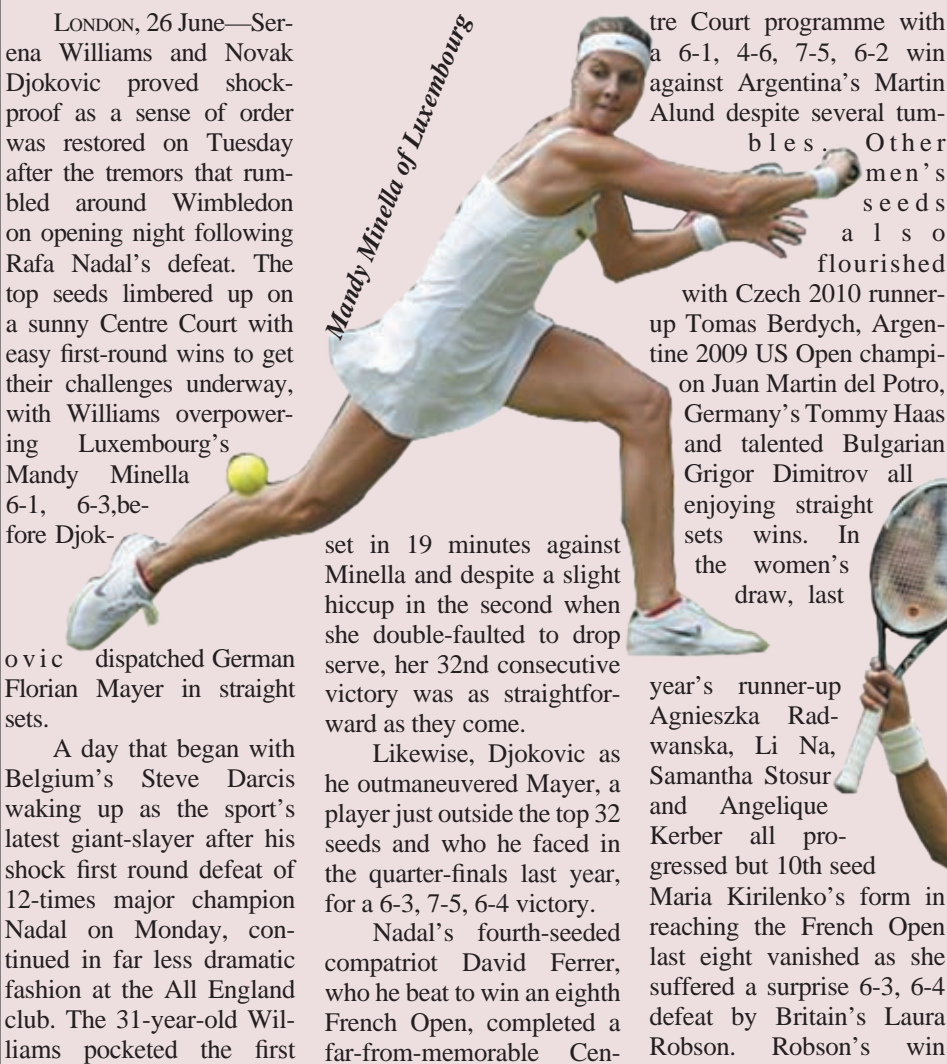 LONDON, 26 June—Ser-
ena Williams and Novak
Djokovic proved shock-
proof as a sense of order
was restored on Tuesday
after the tremors that rum-
bled around Wimbledon
on opening night following
Rafa Nadal's defeat. The
top seeds limbered up on
a sunny Centre Court with
easy first-round wins to get
their challenges underway,
with Williams overpower-
ing Luxembourg's
Mandy Minella
6-1, 6-3,be-
fore Djok-
ovic dispatched German
Florian Mayer in straight
sets.
A day that began with
Belgium's Steve Darcis
waking up as the sport's
latest giant-slayer after his
shock first round defeat of
12-times major champion
Nadal on Monday, con-
tinued in far less dramatic
fashion at the All England
club. The 31-year-old Wil-
liams pocketed the first
Mandy Minella of Luxembourg
set in 19 minutes against
Minella and despite a slight
hiccup in the second when
she double-faulted to drop
serve, her 32nd consecutive
victory was as straightfor-
ward as they come.
Likewise, Djokovic as
he outmaneuvered Mayer, a
player just outside the top 32
seeds and who he faced in
the quarter-finals last year,
for a 6-3, 7-5, 6-4 victory.
Nadal's fourth-seeded
compatriot David Ferrer,
who he beat to win an eighth
French Open, completed a
far-from-memorable Cen-
tre Court programme with
a 6-1, 4-6, 7-5, 6-2 win
against Argentina's Martin
Alund despite several tum-
bles. Other
men's
seeds
also
flourished
with Czech 2010 runner-
up Tomas Berdych, Argen-
tine 2009 US Open champi-
on Juan Martin del Potro,
Germany's Tommy Haas
and talented Bulgarian
Grigor Dimitrov all
enjoying straight
sets wins. In
the women's
draw, last
year's runner-up
Agnieszka Rad-
wanska, Li Na,
Samantha Stosur
and Angelique
Kerber all pro-
gressed but 10th seed
Maria Kirilenko's form in
reaching the French Open
last eight vanished as she
suffered a surprise 6-3, 6-4
defeat by Britain's Laura
Robson. Robson's win